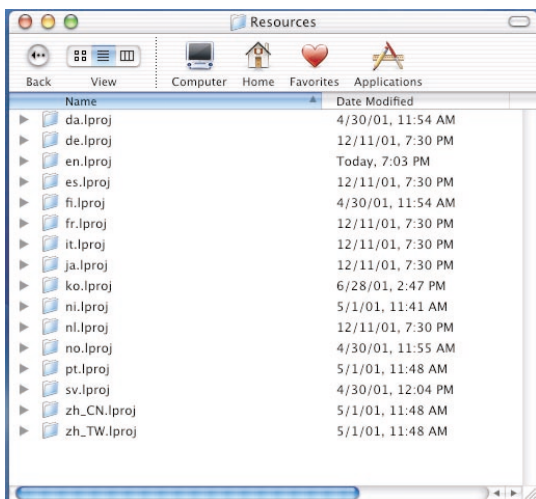 Resources
Back View Computer Home Favorites Applications
Name Date Modified
da.lproj 4/30/01, 11:54 AM
de.lproj 12/11/01, 7:30 PM
en.lproj Today, 7:03 PM
es.lproj 12/11/01, 7:30 PM
fi.lproj 4/30/01, 11:54 AM
fr.lproj 12/11/01, 7:30 PM
it.lproj 12/11/01, 7:30 PM
ja.lproj 12/11/01, 7:30 PM
ko.lproj 6/28/01, 2:47 PM
ni.lproj 5/1/01, 11:41 AM
nl.lproj 12/11/01, 7:30 PM
no.lproj 4/30/01, 11:55 AM
pt.lproj 5/1/01, 11:48 AM
sv.lproj 4/30/01, 12:04 PM
zh_CN.lproj 5/1/01, 11:48 AM
zh_TW.lproj 5/1/01, 11:48 AM